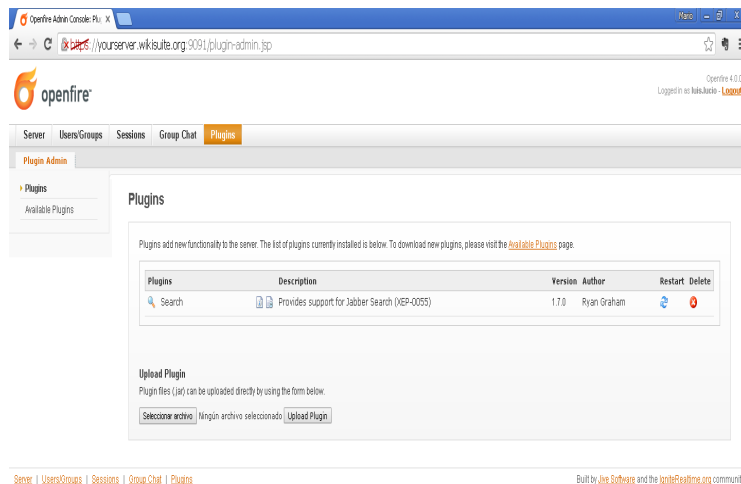 Openfire Admin Console: Plu
Mario
https://yourserver.wikisuite.org:9091/plugin-admin.jsp
openfire
Openfire 4.0.0
Logged in as luis.lucio - Logout
Server Users/Groups Sessions Group Chat Plugins
Plugin Admin
Plugins
Available Plugins
Plugins
Plugins add new functionality to the server. The list of plugins currently installed is below. To download new plugins, please visit the Available Plugins page.
Plugins Description Version Author Restart Delete
Search Provides support for Jabber Search (XEP-0055) 1.7.0 Ryan Graham
Upload Plugin
Plugin files (.jar) can be uploaded directly by using the form below.
Seleccionar archivo Ningún archivo seleccionado Upload Plugin
Server | Users/Groups | Sessions | Group Chat | Plugins
Built by Jive Software and the IgniteRealtime.org communit